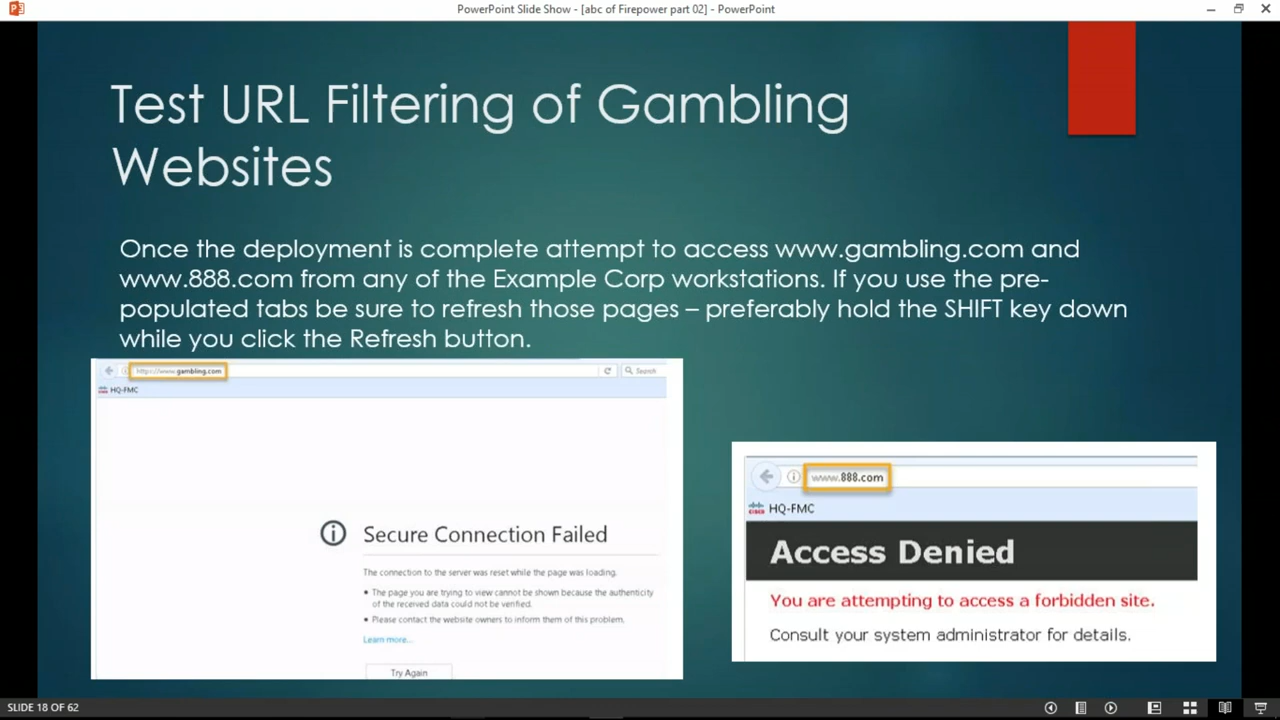 PowerPoint Slide Show - [abc of Firepower part 02] - PowerPoint
Test URL Filtering of Gambling
Websites
Once the deployment is complete attempt to access www.gambling.com and
www.888.com from any of the Example Corp workstations. If you use the pre-
populated tabs be sure to refresh those pages – preferably hold the SHIFT key down
while you click the Refresh button.
https://www.gambling.com
Search
HQ-FMC
Secure Connection Failed
The connection to the server was reset while the page was loading.
• The page you are trying to view cannot be shown because the authenticity
of the received data could not be verified.
• Please contact the website owners to inform them of this problem.
Learn more...
Try Again
www.888.com
CISCO HQ-FMC
Access Denied
You are attempting to access a forbidden site.
Consult your system administrator for details.
SLIDE 18 OF 62